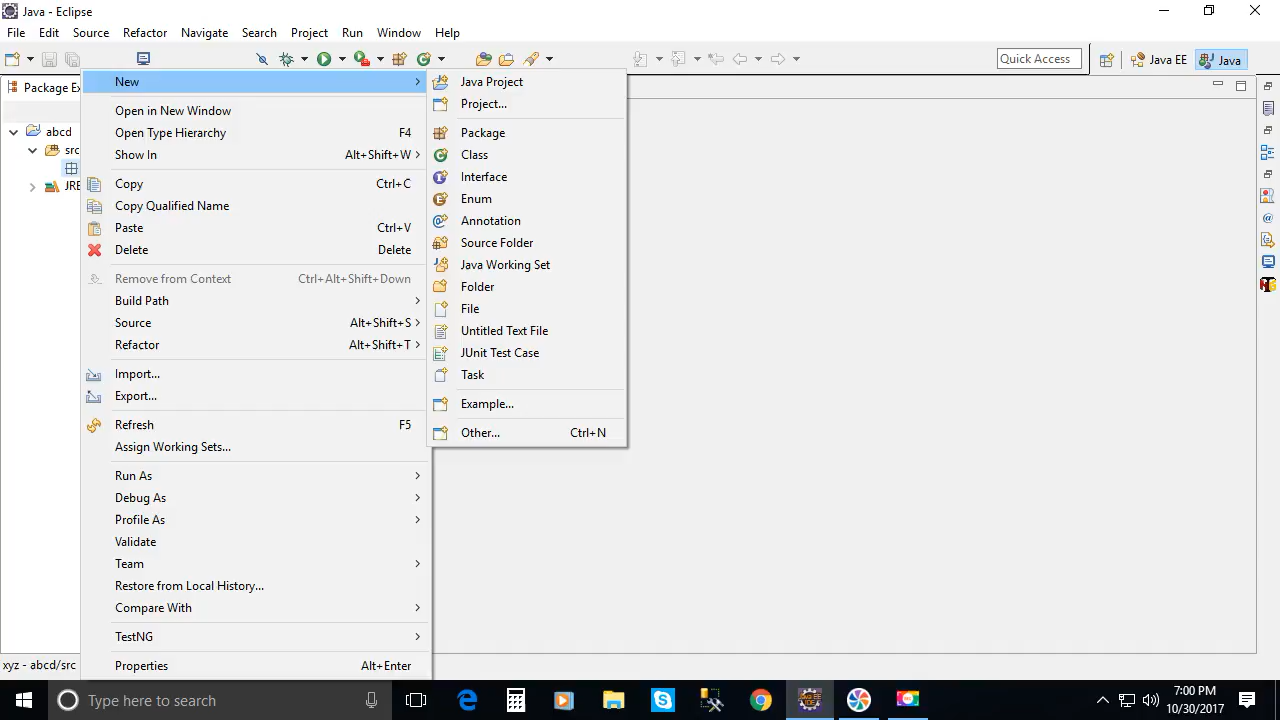 Java - Eclipse
File Edit Source Refactor Navigate Search Project Run Window Help
Quick Access Java EE Java
Package Ex
abcd
src
JRE
New
Open in New Window
Open Type Hierarchy F4
Show In Alt+Shift+W
Copy Ctrl+C
Copy Qualified Name
Paste Ctrl+V
Delete Delete
Remove from Context Ctrl+Alt+Shift+Down
Build Path
Source Alt+Shift+S
Refactor Alt+Shift+T
Import...
Export...
Refresh F5
Assign Working Sets...
Run As
Debug As
Profile As
Validate
Team
Restore from Local History...
Compare With
TestNG
Properties Alt+Enter
Java Project
Project...
Package
Class
Interface
Enum
Annotation
Source Folder
Java Working Set
Folder
File
Untitled Text File
JUnit Test Case
Task
Example...
Other... Ctrl+N
xyz - abcd/src
Type here to search
7:00 PM
10/30/2017